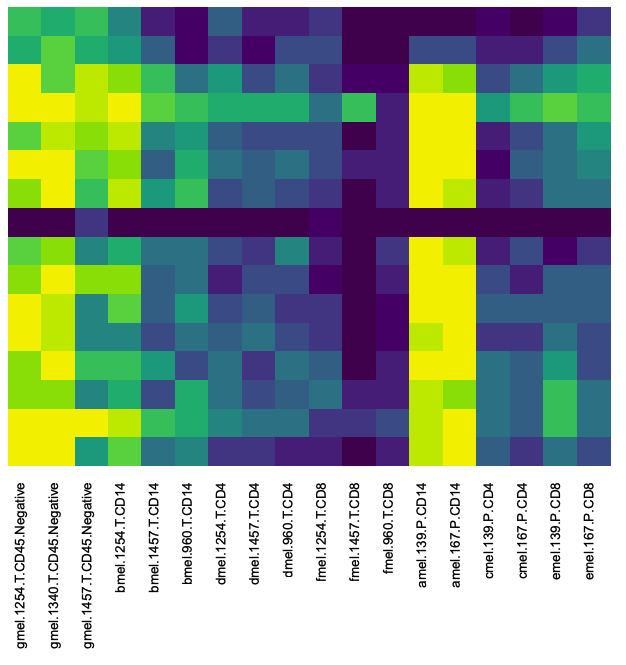 gmel.1254.T.CD45.Negative
gmel.1340.T.CD45.Negative
gmel.1457.T.CD45.Negative
bmel.1254.T.CD14
bmel.1457.T.CD14
bmel.960.T.CD14
dmel.1254.T.CD4
dmel.1457.T.CD4
dmel.960.T.CD4
fmel.1254.T.CD8
fmel.1457.T.CD8
fmel.960.T.CD8
amel.139.P.CD14
amel.167.P.CD14
cmel.139.P.CD4
cmel.167.P.CD4
emel.139.P.CD8
emel.167.P.CD8